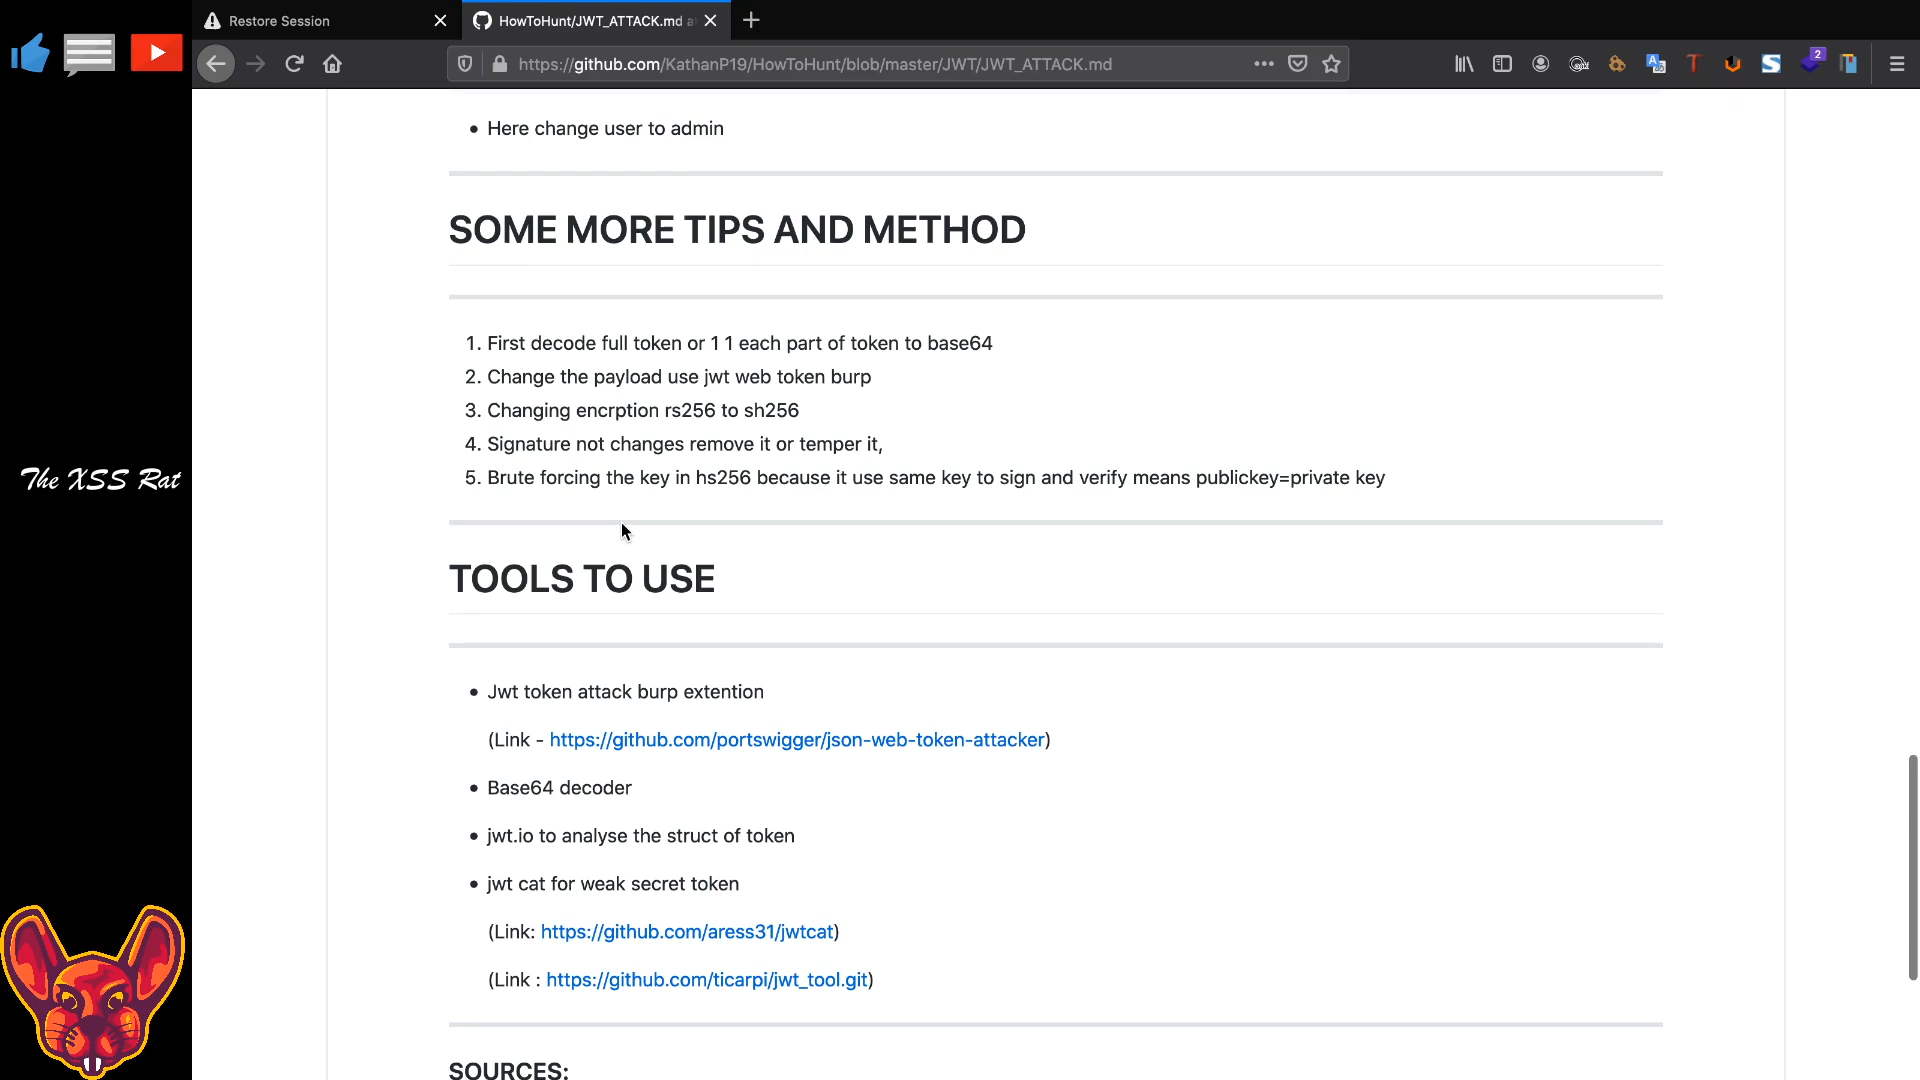 Restore Session
HowToHunt/JWT_ATTACK.md a
https://github.com/KathanP19/HowToHunt/blob/master/JWT/JWT_ATTACK.md
2
The XSS Rat
• Here change user to admin
SOME MORE TIPS AND METHOD
1. First decode full token or 1 1 each part of token to base64
2. Change the payload use jwt web token burp
3. Changing encrption rs256 to sh256
4. Signature not changes remove it or temper it,
5. Brute forcing the key in hs256 because it use same key to sign and verify means publickey=private key
TOOLS TO USE
• Jwt token attack burp extention
(Link - https://github.com/portswigger/json-web-token-attacker)
• Base64 decoder
• jwt.io to analyse the struct of token
• jwt cat for weak secret token
(Link: https://github.com/aress31/jwtcat)
(Link : https://github.com/ticarpi/jwt_tool.git)
SOURCES: